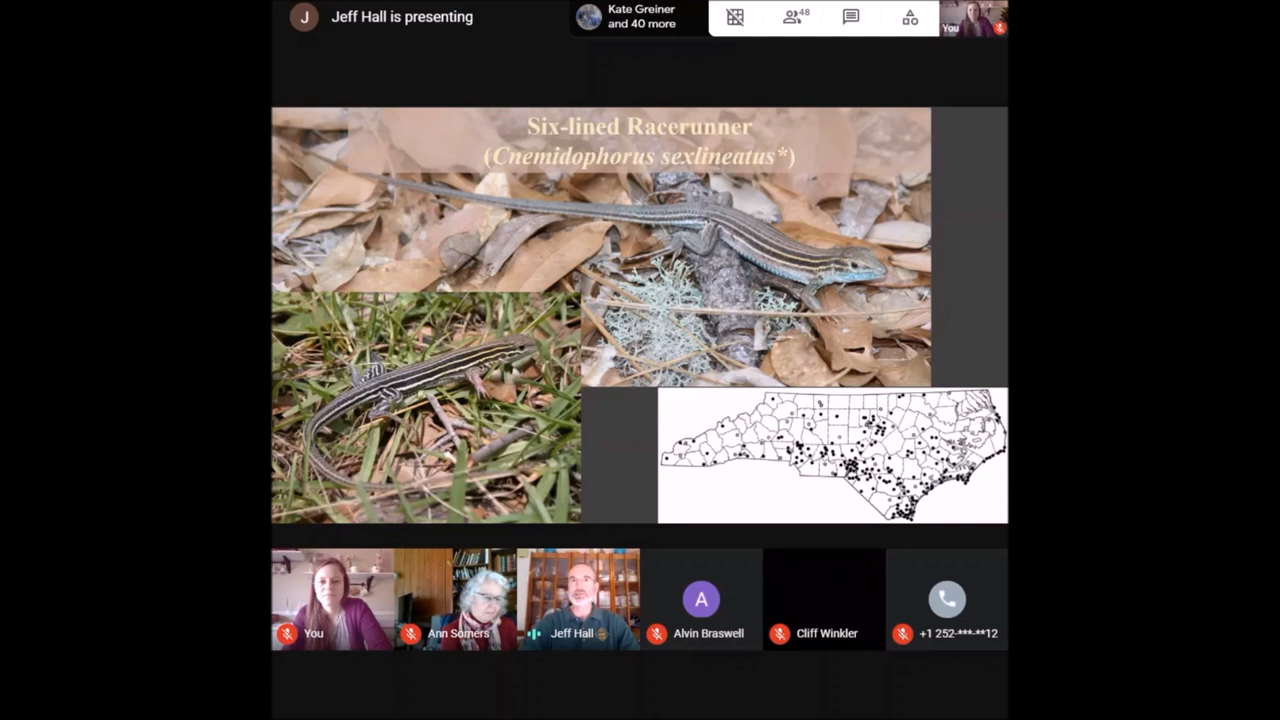 J
Jeff Hall is presenting
Kate Greiner
and 40 more
48
You
Six-lined Racerunner
(Cnemidophorus sexlineatus*)
You
Ann Somers
Jeff Hall
A
Alvin Braswell
Cliff Winkler
+1 252-***-**12